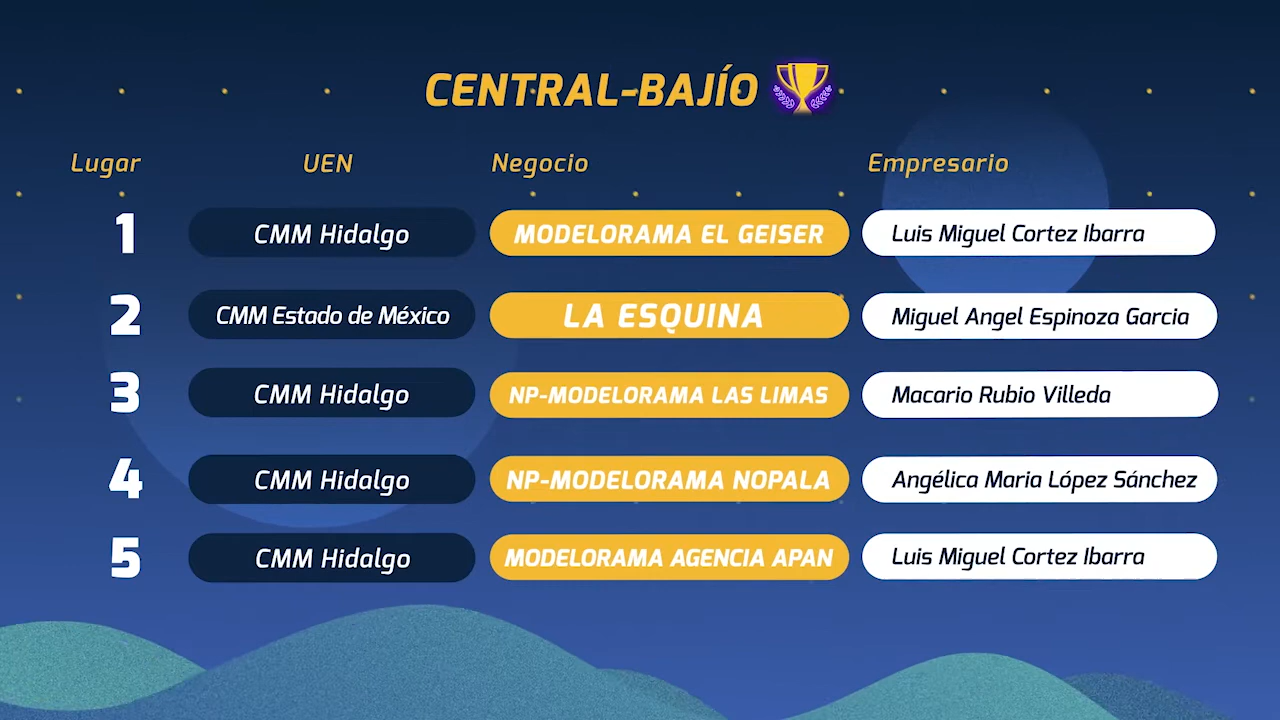 CENTRAL-BAJÍO
Lugar UEN Negocio Empresario
1 CMM Hidalgo MODELORAMA EL GEISER Luis Miguel Cortez Ibarra
2 CMM Estado de México LA ESQUINA Miguel Angel Espinoza Garcia
3 CMM Hidalgo NP-MODELORAMA LAS LIMAS Macario Rubio Villeda
4 CMM Hidalgo NP-MODELORAMA NOPALA Angélica Maria López Sánchez
5 CMM Hidalgo MODELORAMA AGENCIA APAN Luis Miguel Cortez Ibarra